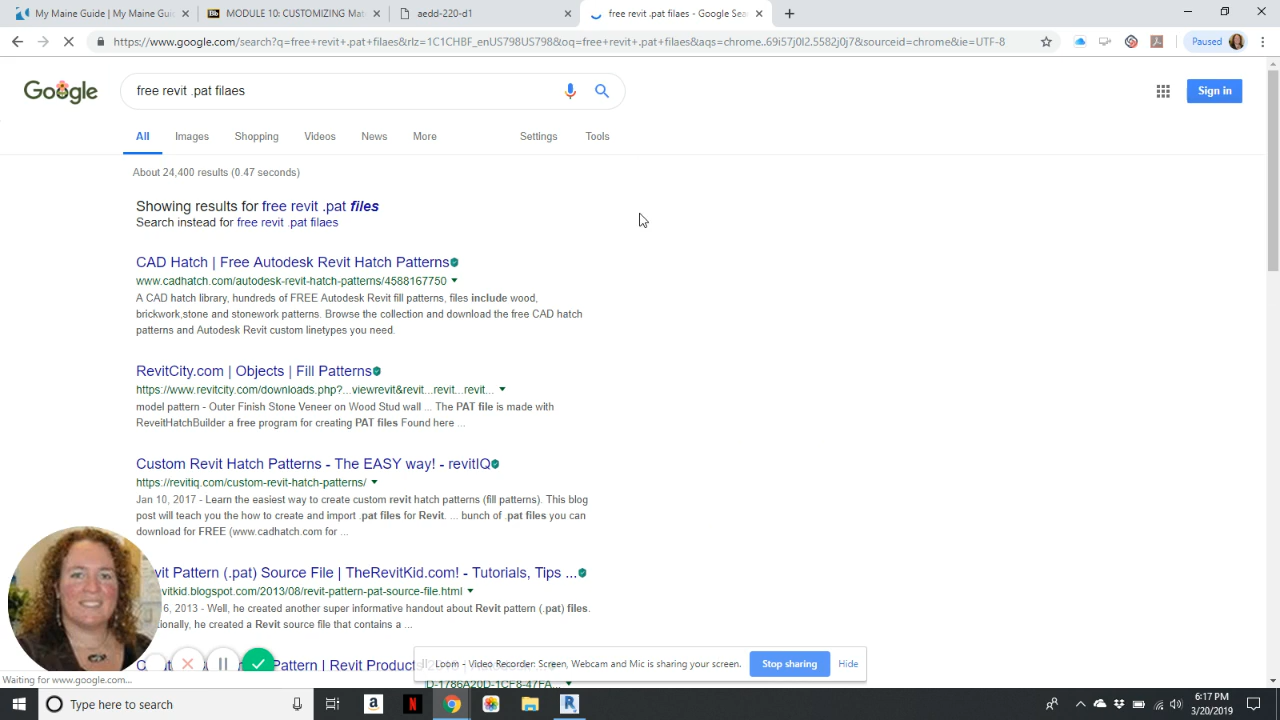 My Maine Guide | My Maine Guid
Bb MODULE 10: CUSTOMIZING Mat
aedd-220-d1
free revit .pat filaes - Google Sea
https://www.google.com/search?q=free+revit+.pat+filaes&rlz=1C1CHBF_enUS798US798&oq=free+revit+.pat+filaes&aqs=chrome..69i57j0l2.5582j0j7&sourceid=chrome&ie=UTF-8
Paused
Google
free revit .pat filaes
Sign in
All Images Shopping Videos News More Settings Tools
About 24,400 results (0.47 seconds)
Showing results for free revit .pat files
Search instead for free revit .pat filaes
CAD Hatch | Free Autodesk Revit Hatch Patterns
www.cadhatch.com/autodesk-revit-hatch-patterns/4588167750
A CAD hatch library, hundreds of FREE Autodesk Revit fill patterns, files include wood,
brickwork,stone and stonework patterns. Browse the collection and download the free CAD hatch
patterns and Autodesk Revit custom linetypes you need.
RevitCity.com | Objects | Fill Patterns
https://www.revitcity.com/downloads.php?...viewrevit&revit...revit...revit...
model pattern - Outer Finish Stone Veneer on Wood Stud wall ... The PAT file is made with
ReveitHatchBuilder a free program for creating PAT files Found here ...
Custom Revit Hatch Patterns - The EASY way! - revitIQ
https://revitiq.com/custom-revit-hatch-patterns/
Jan 10, 2017 - Learn the easiest way to create custom revit hatch patterns (fill patterns). This blog
post will teach you the how to create and import .pat files for Revit. ... bunch of .pat files you can
download for FREE (www.cadhatch.com for ...
vit Pattern (.pat) Source File | TheRevitKid.com! - Tutorials, Tips ...
vitkid.blogspot.com/2013/08/revit-pattern-pat-source-file.html
6, 2013 - Well, he created another super informative handout about Revit pattern (.pat) files.
tionally, he created a Revit source file that contains a ...
Pattern | Revit Products
Loom - Video Recorder: Screen, Webcam and Mic is sharing your screen.
Stop sharing
Hide
D-1786A20D-1CF8-47FA...
Waiting for www.google.com...
Type here to search
6:17 PM
3/20/2019